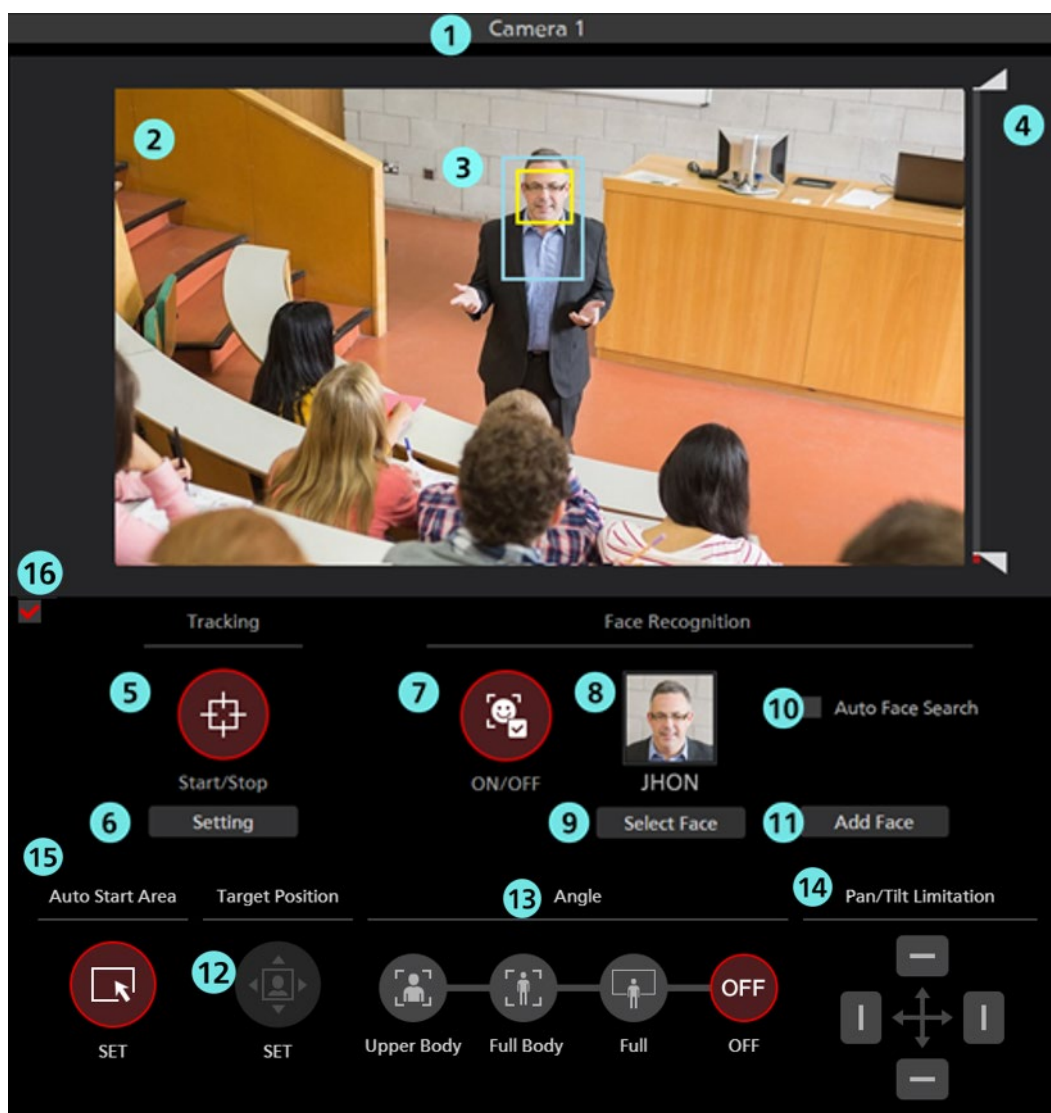 1 Camera 1
2
3
4
16
Tracking Face Recognition
5 7 8 10 Auto Face Search
Start/Stop ON/OFF JHON
6 Setting 9 Select Face 11 Add Face
15
Auto Start Area Target Position 13 Angle 14 Pan/Tilt Limitation
12 OFF
SET SET Upper Body Full Body Full OFF